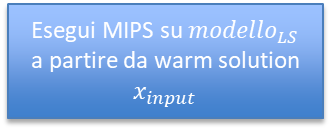 Esegui MIPS su modello_LS
a partire da warm solution
x_input